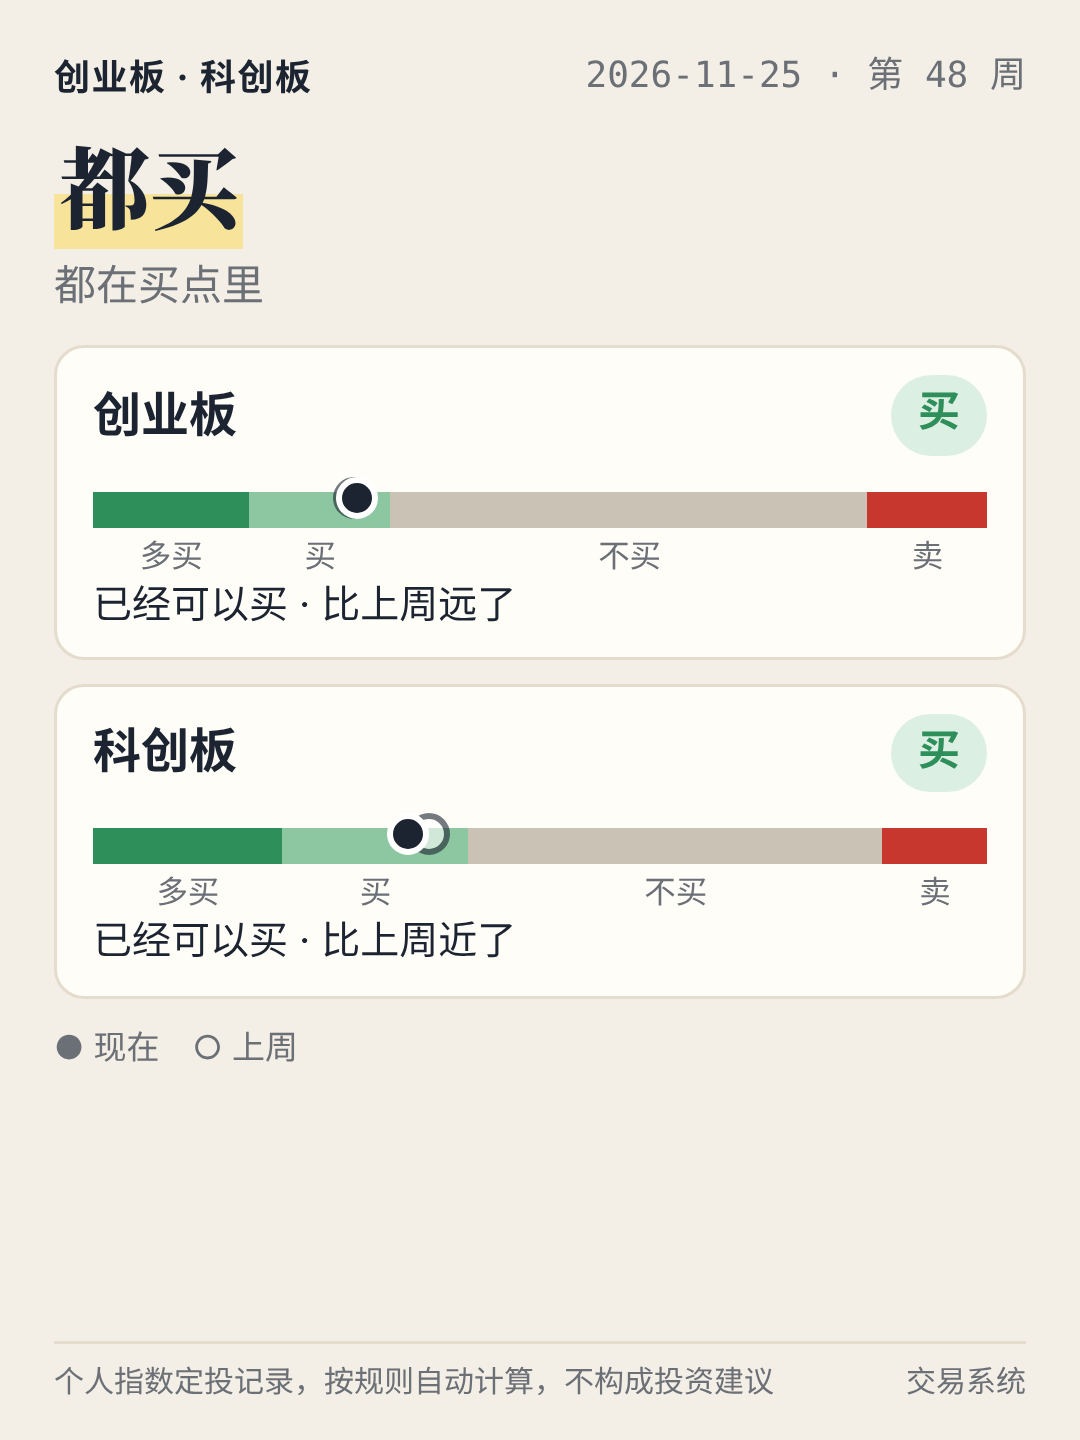 创业板 · 科创板
2026-11-25 · 第 48 周
都买
都在买点里
创业板
买
多买 买 不买 卖
已经可以买 · 比上周远了
科创板
买
多买 买 不买 卖
已经可以买 · 比上周近了
现在 上周
个人指数定投记录，按规则自动计算，不构成投资建议
交易系统